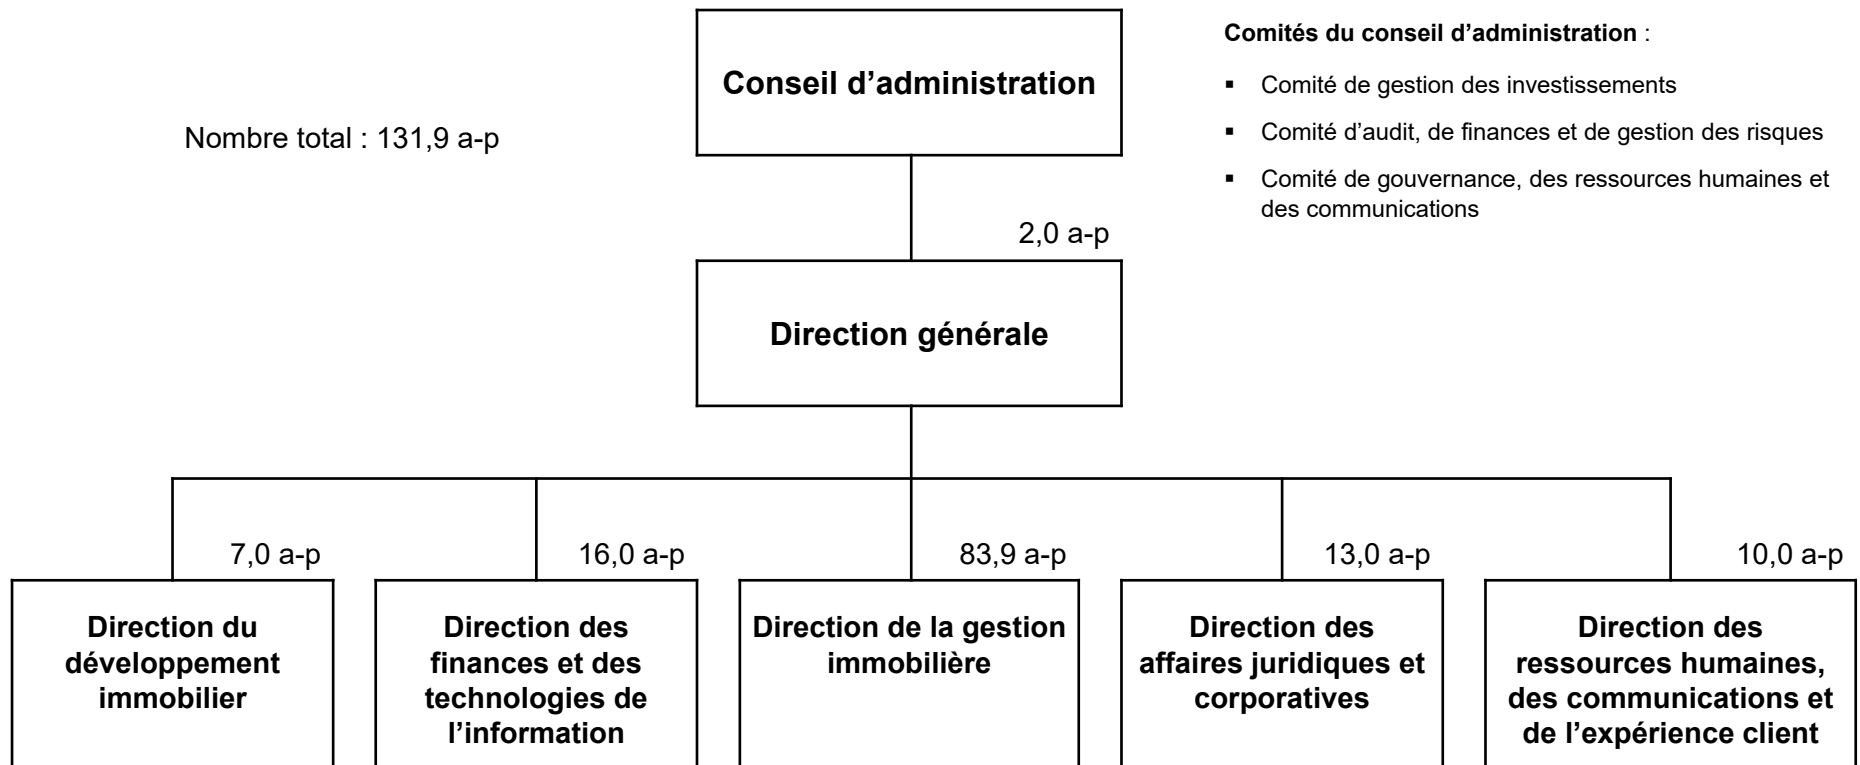 Conseil d’administration
Nombre total : 131,9 a-p
Comités du conseil d’administration :
▪ Comité de gestion des investissements
▪ Comité d’audit, de finances et de gestion des risques
▪ Comité de gouvernance, des ressources humaines et
des communications
2,0 a-p
Direction générale
7,0 a-p
Direction du
développement
immobilier
16,0 a-p
Direction des
finances et des
technologies de
l’information
83,9 a-p
Direction de la gestion
immobilière
13,0 a-p
Direction des
affaires juridiques et
corporatives
10,0 a-p
Direction des
ressources humaines,
des communications et
de l’expérience client